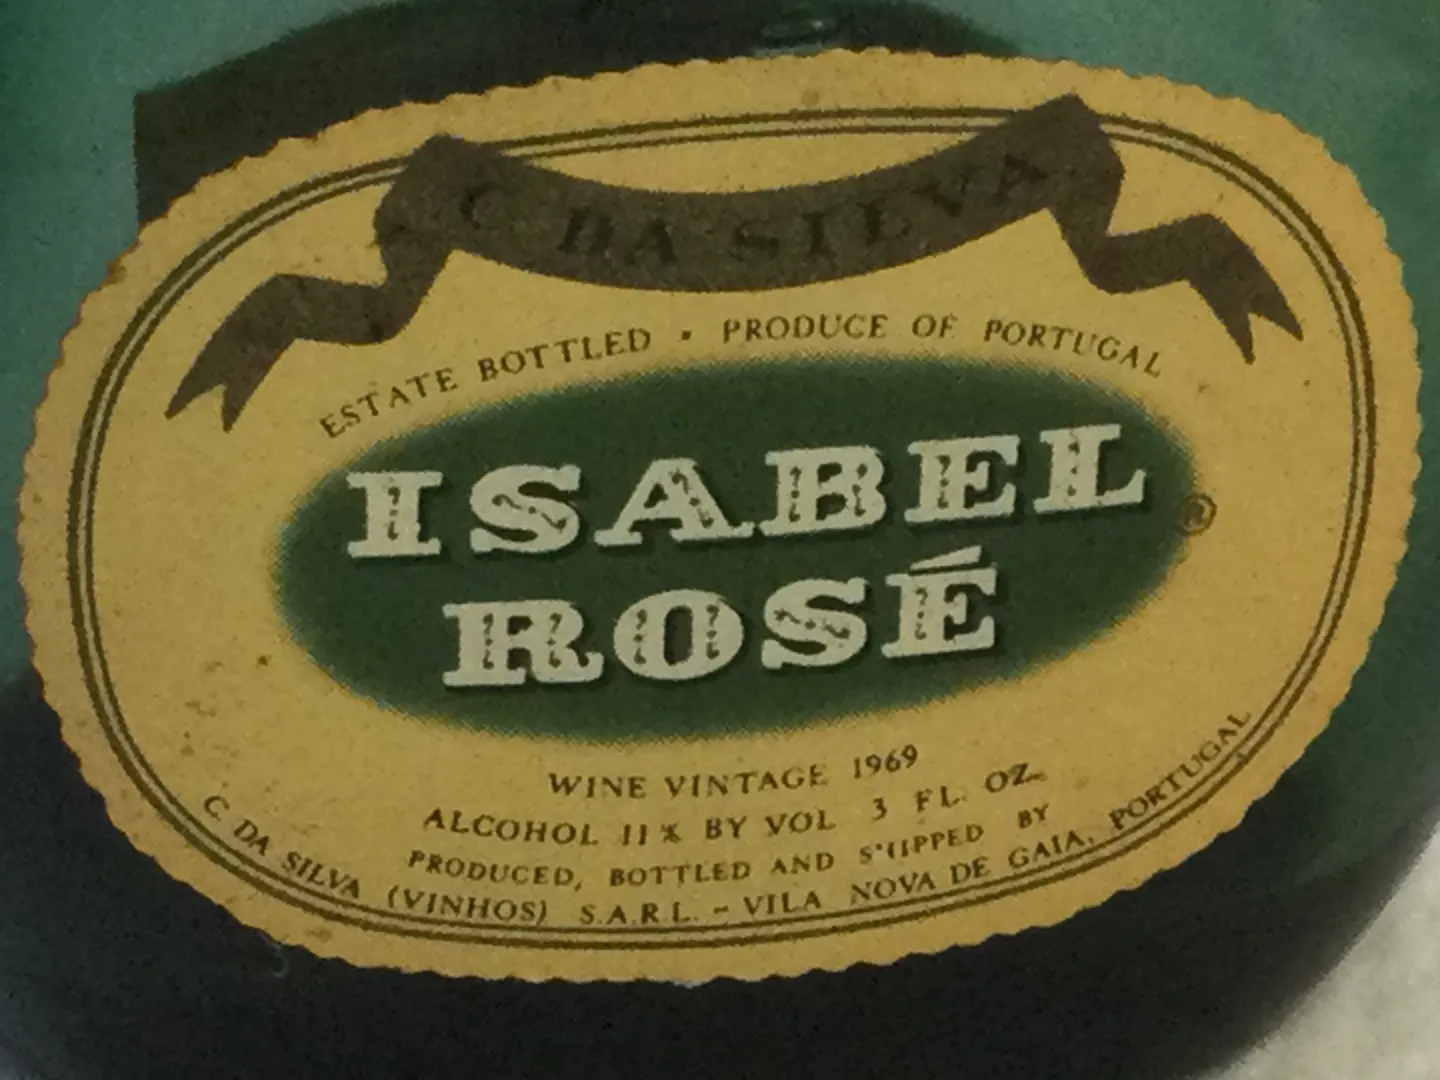 C. DA SILVA
ESTATE BOTTLED • PRODUCE OF PORTUGAL
ISABEL
®
ROSÉ
WINE VINTAGE 1969
ALCOHOL 11% BY VOL 3 FL. OZ.
PRODUCED, BOTTLED AND SHIPPED BY
C. DA SILVA (VINHOS) S.A.R.L. – VILA NOVA DE GAIA, PORTUGAL